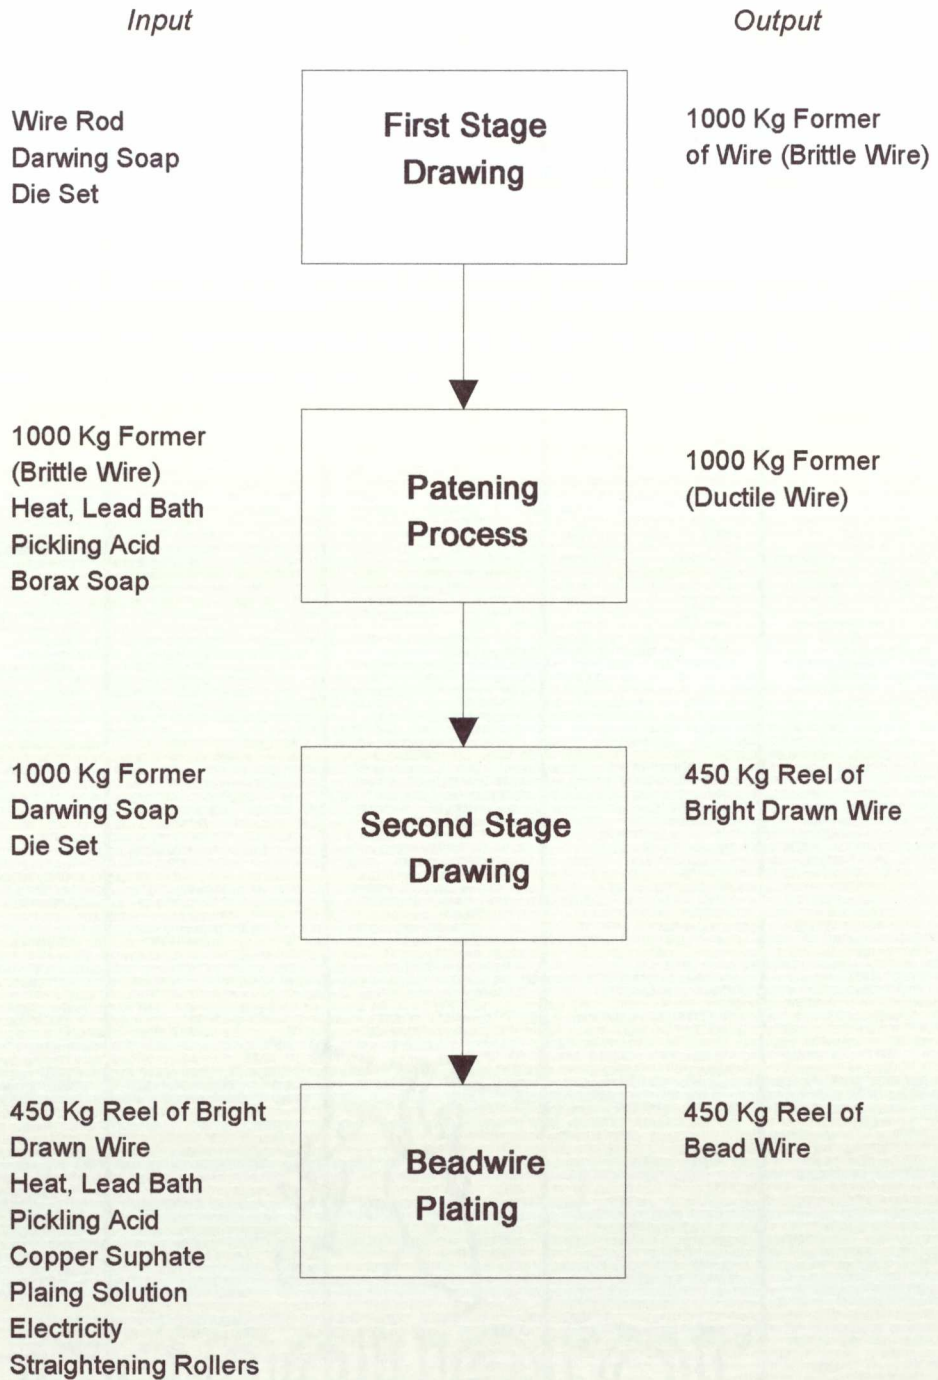 Input
Output
Wire Rod
Darwing Soap
Die Set
First Stage
Drawing
1000 Kg Former
of Wire (Brittle Wire)
1000 Kg Former
(Brittle Wire)
Heat, Lead Bath
Pickling Acid
Borax Soap
Patening
Process
1000 Kg Former
(Ductile Wire)
1000 Kg Former
Darwing Soap
Die Set
Second Stage
Drawing
450 Kg Reel of
Bright Drawn Wire
450 Kg Reel of Bright
Drawn Wire
Heat, Lead Bath
Pickling Acid
Copper Suphate
Plaing Solution
Electricity
Straightening Rollers
Beadwire
Plating
450 Kg Reel of
Bead Wire